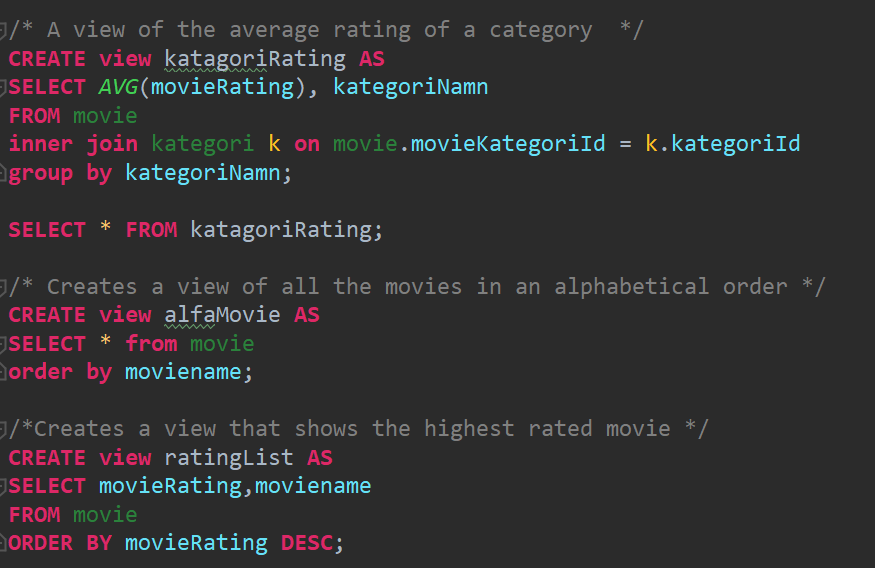 /* A view of the average rating of a category  */
CREATE view katagoriRating AS
SELECT AVG(movieRating), kategoriNamn
FROM movie
inner join kategori k on movie.movieKategoriId = k.kategoriId
group by kategoriNamn;

SELECT * FROM katagoriRating;

/* Creates a view of all the movies in an alphabetical order */
CREATE view alfaMovie AS
SELECT * from movie
order by moviename;

/*Creates a view that shows the highest rated movie */
CREATE view ratingList AS
SELECT movieRating,moviename
FROM movie
ORDER BY movieRating DESC;